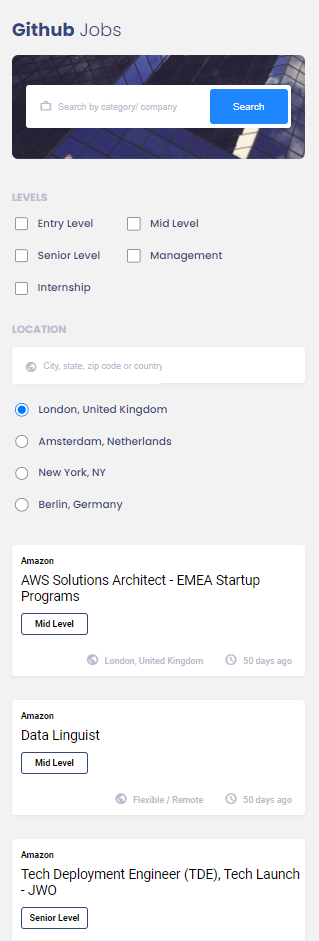 Github Jobs
Search by category/ company
Search
LEVELS
Entry Level
Mid Level
Senior Level
Management
Internship
LOCATION
City, state, zip code or country
London, United Kingdom
Amsterdam, Netherlands
New York, NY
Berlin, Germany
Amazon
AWS Solutions Architect - EMEA Startup
Programs
Mid Level
London, United Kingdom
50 days ago
Amazon
Data Linguist
Mid Level
Flexible / Remote
50 days ago
Amazon
Tech Deployment Engineer (TDE), Tech Launch
- JWO
Senior Level